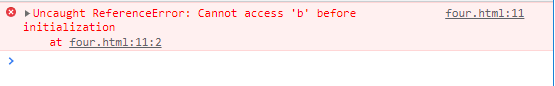 Uncaught ReferenceError: Cannot access 'b' before four.html:11
initialization
at four.html:11:2